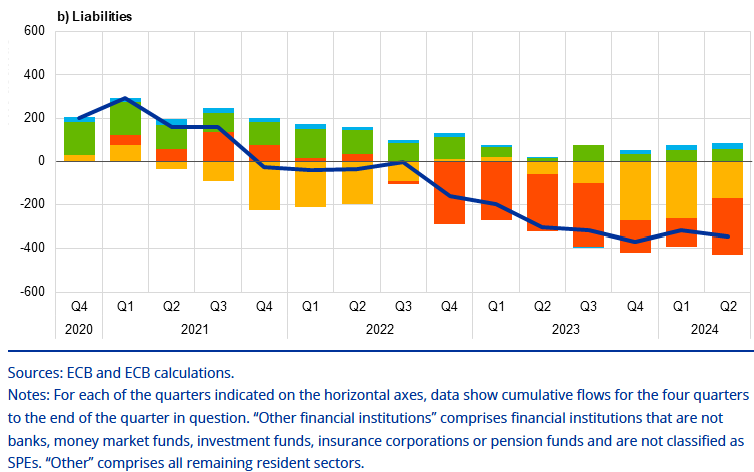 b) Liabilities
600
400
200
0
-200
-400
-600
Q4 Q1 Q2 Q3 Q4 Q1 Q2 Q3 Q4 Q1 Q2 Q3 Q4 Q1 Q2
2020 2021 2022 2023 2024
Sources: ECB and ECB calculations.
Notes: For each of the quarters indicated on the horizontal axes, data show cumulative flows for the four quarters
to the end of the quarter in question. “Other financial institutions” comprises financial institutions that are not
banks, money market funds, investment funds, insurance corporations or pension funds and are not classified as
SPEs. “Other” comprises all remaining resident sectors.